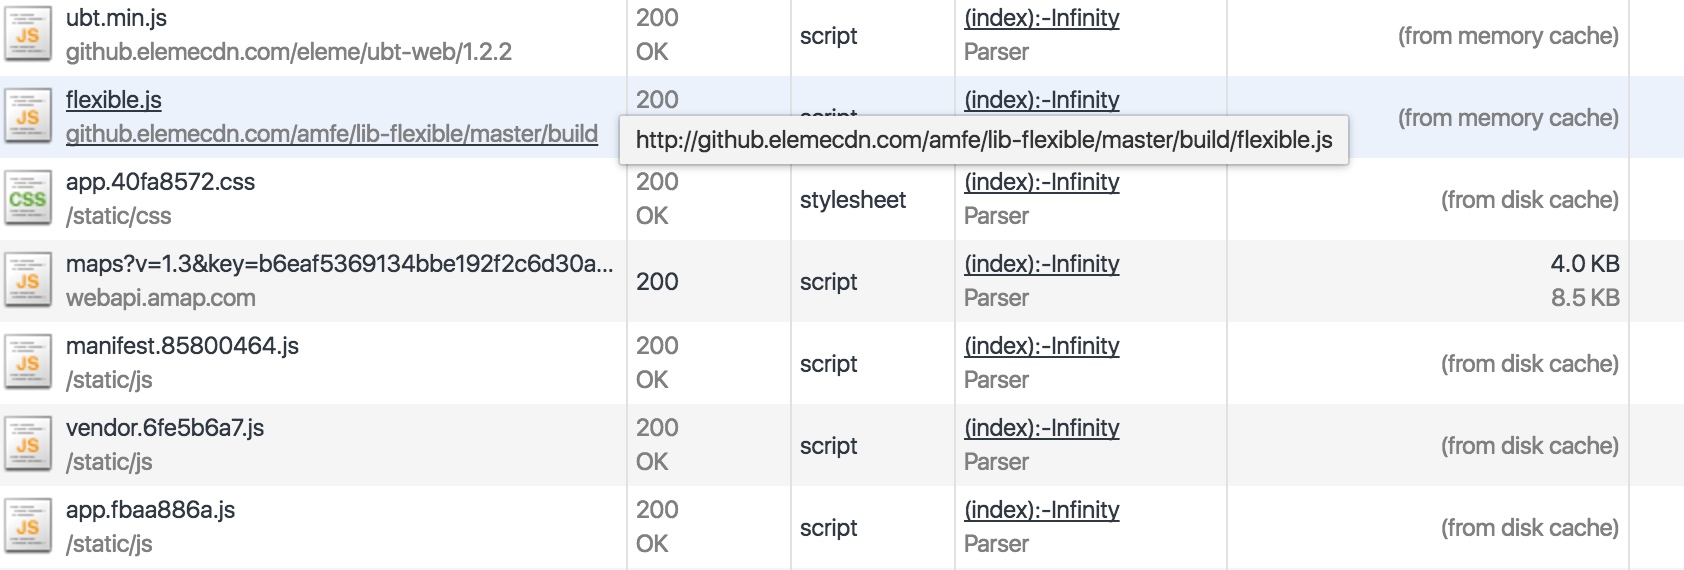 ubt.min.js
github.elemecdn.com/eleme/ubt-web/1.2.2
200
OK
script
(index):-Infinity
Parser
(from memory cache)
flexible.js
github.elemecdn.com/amfe/lib-flexible/master/build
200
script
(index):-Infinity
(from memory cache)
http://github.elemecdn.com/amfe/lib-flexible/master/build/flexible.js
app.40fa8572.css
/static/css
200
OK
stylesheet
(index):-Infinity
Parser
(from disk cache)
maps?v=1.3&key=b6eaf5369134bbe192f2c6d30a...
webapi.amap.com
200
script
(index):-Infinity
Parser
4.0 KB
8.5 KB
manifest.85800464.js
/static/js
200
OK
script
(index):-Infinity
Parser
(from disk cache)
vendor.6fe5b6a7.js
/static/js
200
OK
script
(index):-Infinity
Parser
(from disk cache)
app.fbaa886a.js
/static/js
200
OK
script
(index):-Infinity
Parser
(from disk cache)
JS
JS
CSS
JS
JS
JS
JS